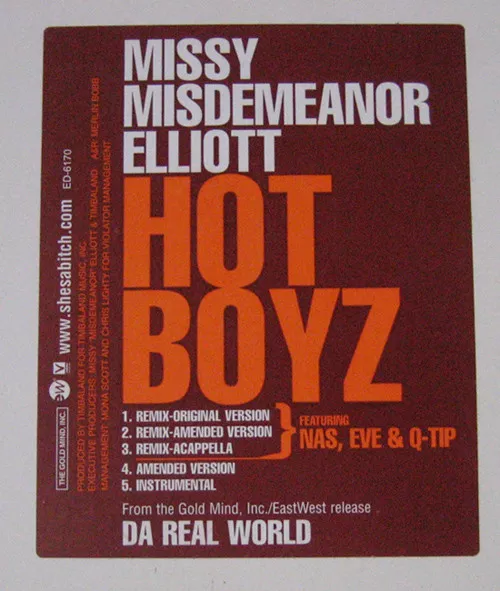 MISSY
MISDEMEANOR
ELLIOTT
HOT
BOYZ
1. REMIX-ORIGINAL VERSION
2. REMIX-AMENDED VERSION
3. REMIX-ACAPPELLA
FEATURING
NAS, EVE & Q-TIP
4. AMENDED VERSION
5. INSTRUMENTAL
From the Gold Mind, Inc./EastWest release
DA REAL WORLD
THE GOLD MIND, INC.
ew
www.shesabitch.com ED-6170
PRODUCED BY TIMBALAND FOR TIMBALAND MUSIC, INC.
EXECUTIVE PRODUCERS: MISSY "MISDEMEANOR" ELLIOTT & TIMBALAND A&R: MERLIN BOBB
MANAGEMENT: MONA SCOTT AND CHRIS LIGHTY FOR VIOLATOR MANAGEMENT